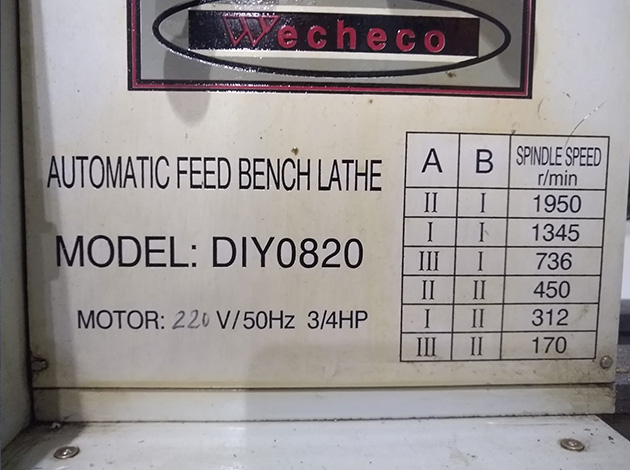 Wecheco
AUTOMATIC FEED BENCH LATHE
MODEL: DIY0820
MOTOR: 220 V/50Hz 3/4HP
A B SPINDLE SPEED r/min
II I 1950
I I 1345
III I 736
II II 450
I II 312
III II 170